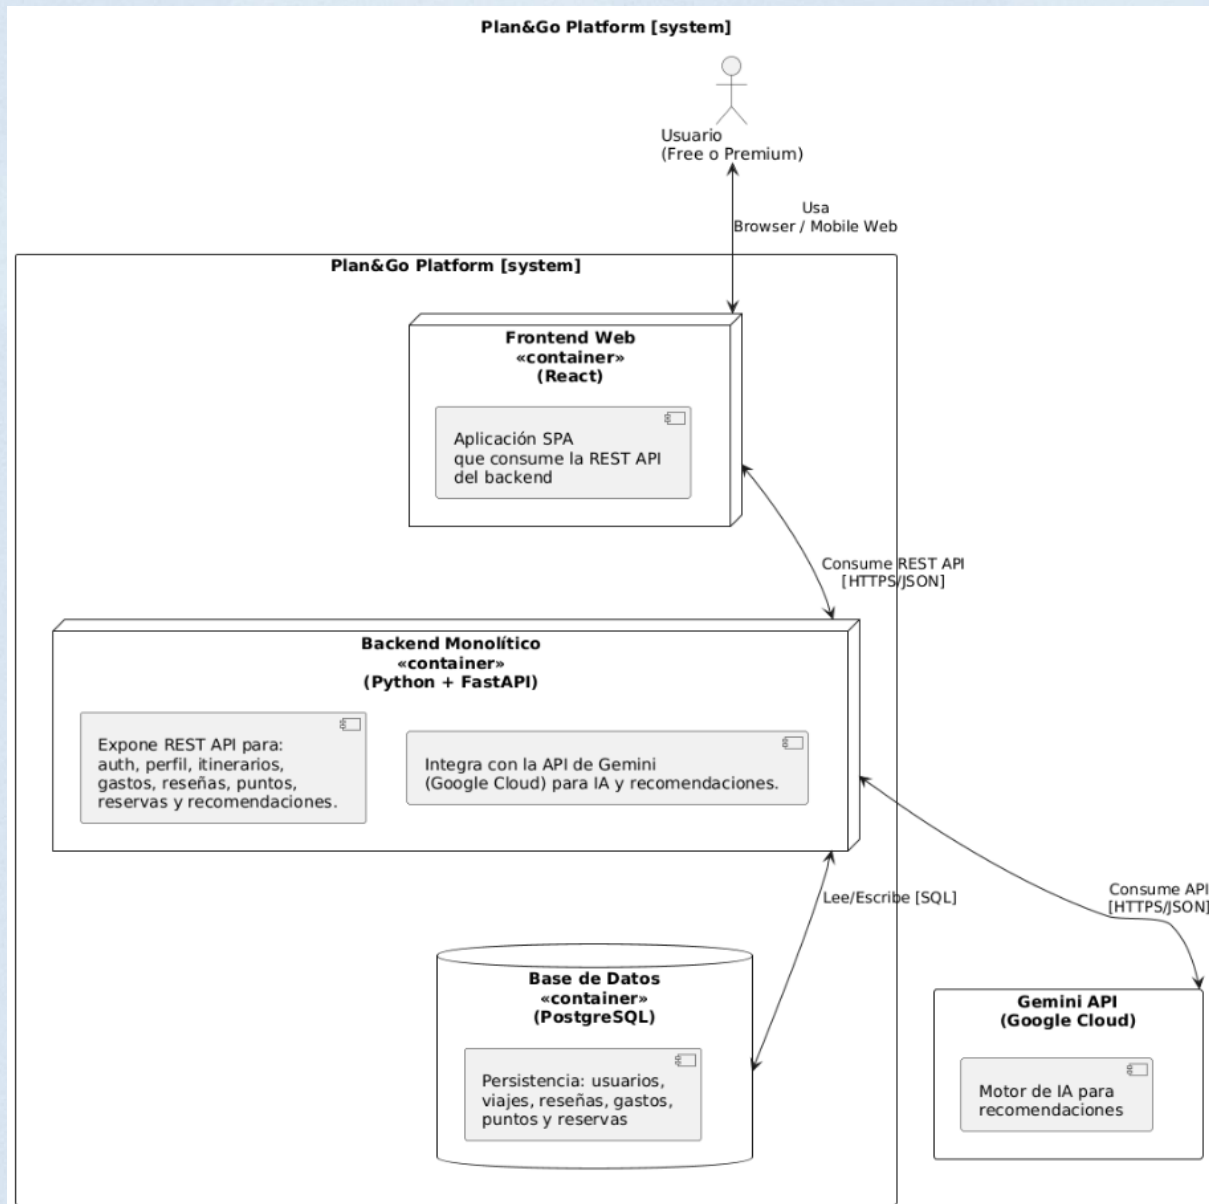 Plan&Go Platform [system]
Usuario
(Free o Premium)
Usa
Browser / Mobile Web
Plan&Go Platform [system]
Frontend Web
«container»
(React)
Aplicación SPA
que consume la REST API
del backend
Consume REST API
[HTTPS/JSON]
Backend Monolítico
«container»
(Python + FastAPI)
Expone REST API para:
auth, perfil, itinerarios,
gastos, reseñas, puntos,
reservas y recomendaciones.
Integra con la API de Gemini
(Google Cloud) para IA y recomendaciones.
Consume API
[HTTPS/JSON]
Lee/Escribe [SQL]
Base de Datos
«container»
(PostgreSQL)
Persistencia: usuarios,
viajes, reseñas, gastos,
puntos y reservas
Gemini API
(Google Cloud)
Motor de IA para
recomendaciones